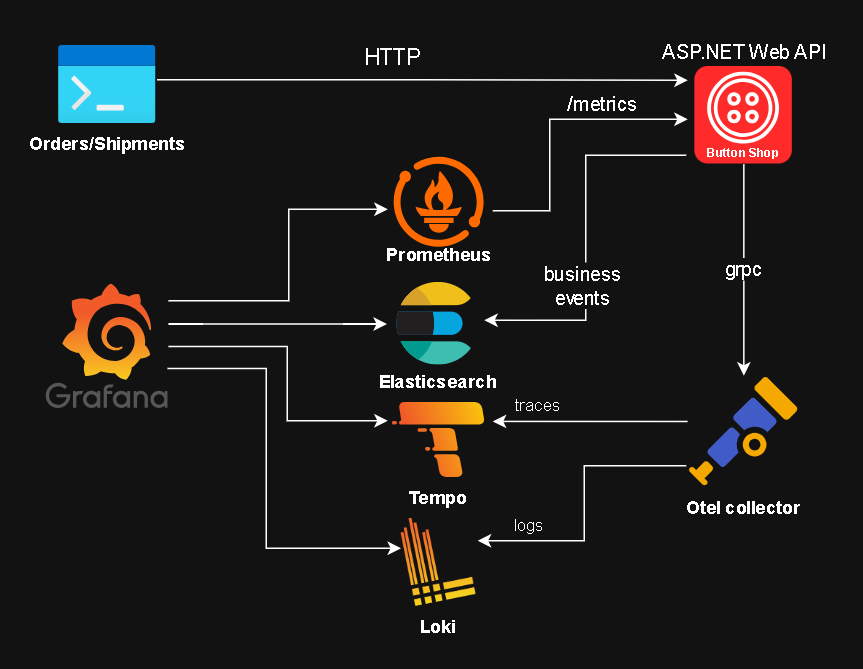 HTTP
ASP.NET Web API
/metrics
Button Shop
Orders/Shipments
Prometheus
business
events
grpc
Grafana
Elasticsearch
traces
Tempo
Otel collector
logs
Loki